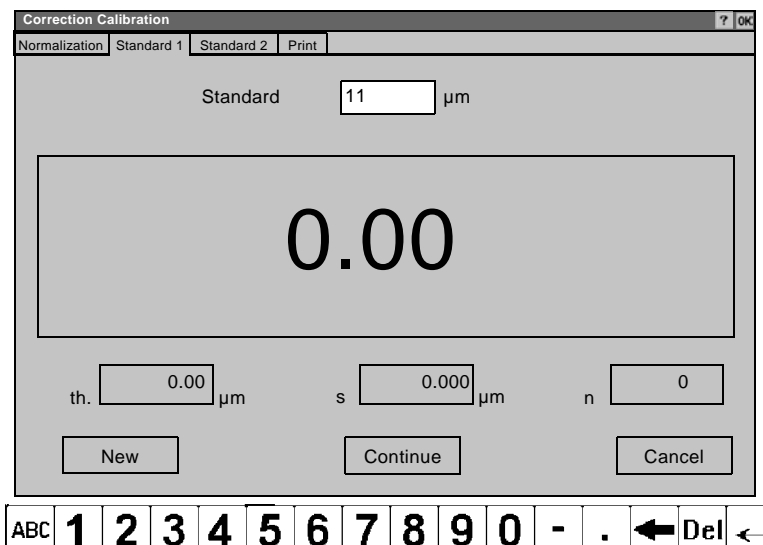 Correction Calibration ? OK
Normalization Standard 1 Standard 2 Print
Standard 11 µm
0.00
th. 0.00 µm s 0.000 µm n 0
New Continue Cancel
ABC 1 2 3 4 5 6 7 8 9 0 - . Del